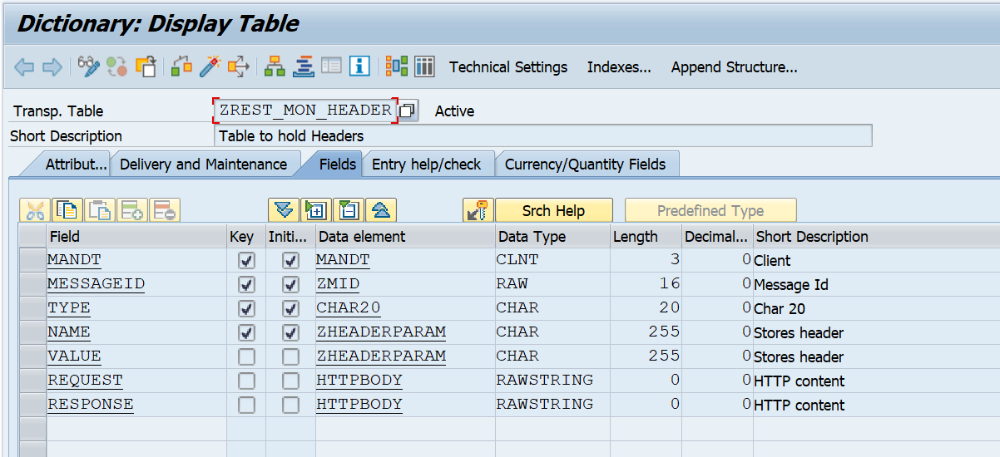 Dictionary: Display Table
Technical Settings Indexes... Append Structure...
Transp. Table ZREST_MON_HEADER Active
Short Description Table to hold Headers
Attribut... Delivery and Maintenance Fields Entry help/check Currency/Quantity Fields
Srch Help Predefined Type
Field Key Initi... Data element Data Type Length Decimal... Short Description
MANDT MANDT CLNT 3 0 Client
MESSAGEID ZMID RAW 16 0 Message Id
TYPE CHAR20 CHAR 20 0 Char 20
NAME ZHEADERPARAM CHAR 255 0 Stores header
VALUE ZHEADERPARAM CHAR 255 0 Stores header
REQUEST HTTPBODY RAWSTRING 0 0 HTTP content
RESPONSE HTTPBODY RAWSTRING 0 0 HTTP content